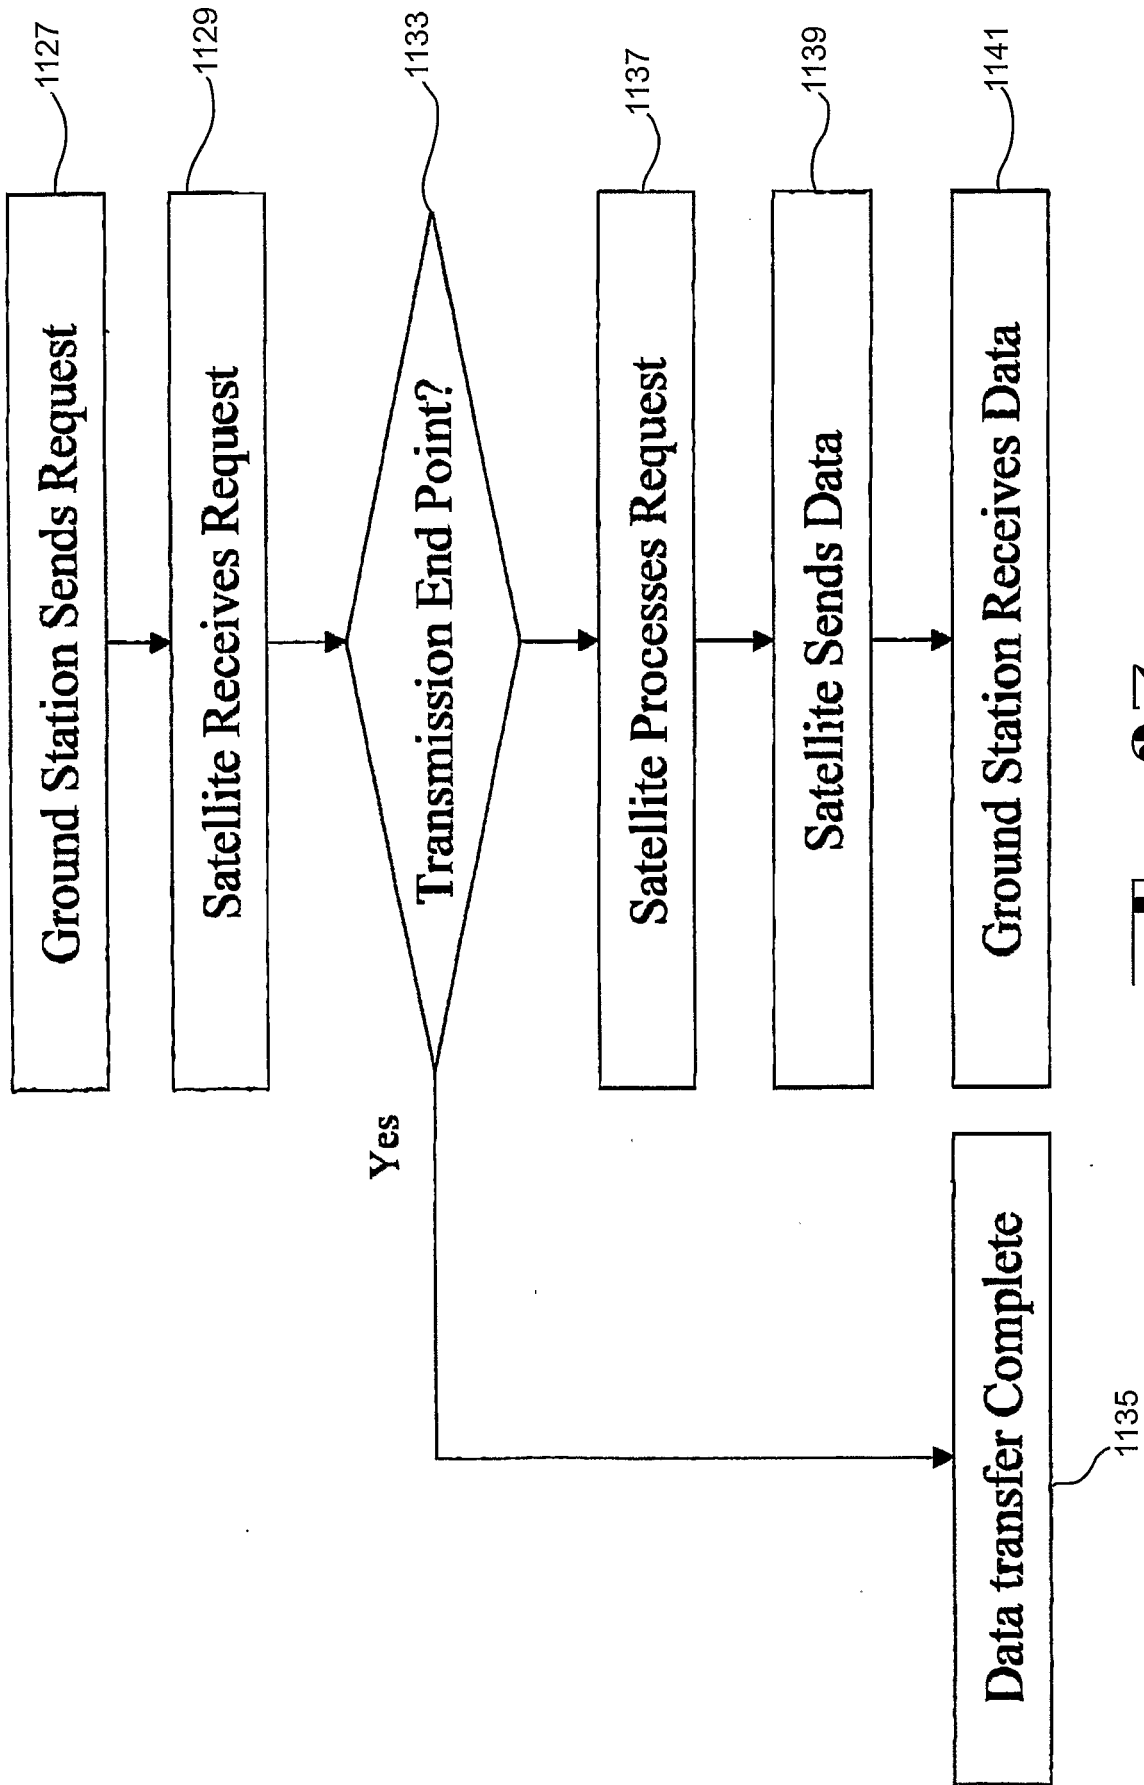 Ground Station Sends Request
1127
Satellite Receives Request
1129
Transmission End Point?
1133
Yes
Satellite Processes Request
1137
Satellite Sends Data
1139
Ground Station Receives Data
1141
Data transfer Complete
1135